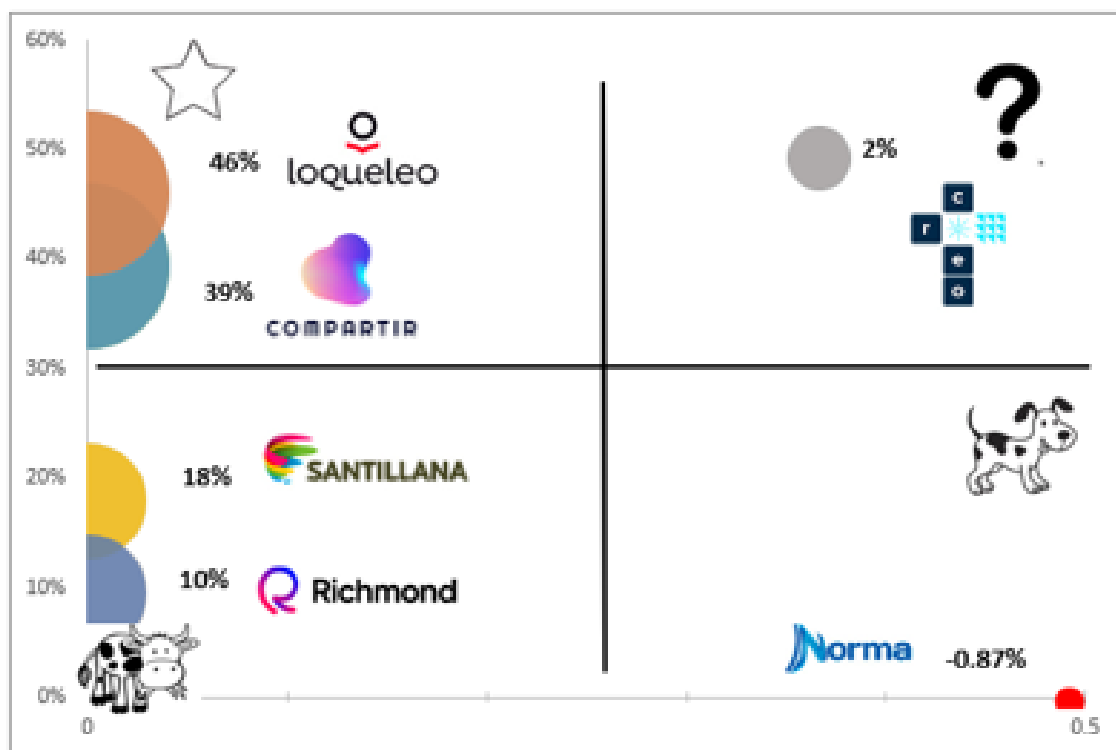 60%
50%
46%
loqueleo
2%
?
c
r
e
o
40%
39%
COMPARTIR
30%
20%
18%
SANTILLANA
10%
10%
Richmond
Norma
-0.87%
0%
0
0.5